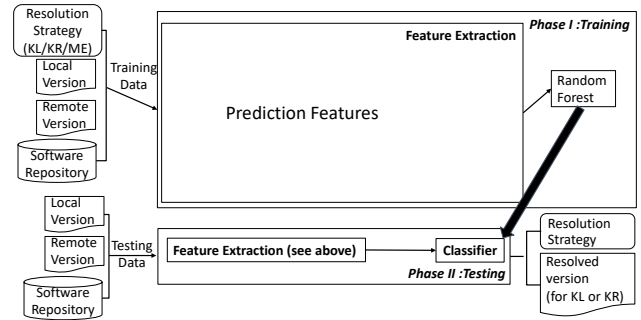 Resolution
Strategy
(KL/KR/ME)
Local
Version
Remote
Version
Software
Repository
Training
Data
Phase I :Training
Feature Extraction
Prediction Features
Random
Forest
Local
Version
Remote
Version
Software
Repository
Testing
Data
Feature Extraction (see above)
Classifier
Phase II :Testing
Resolution
Strategy
Resolved
version
(for KL or KR)